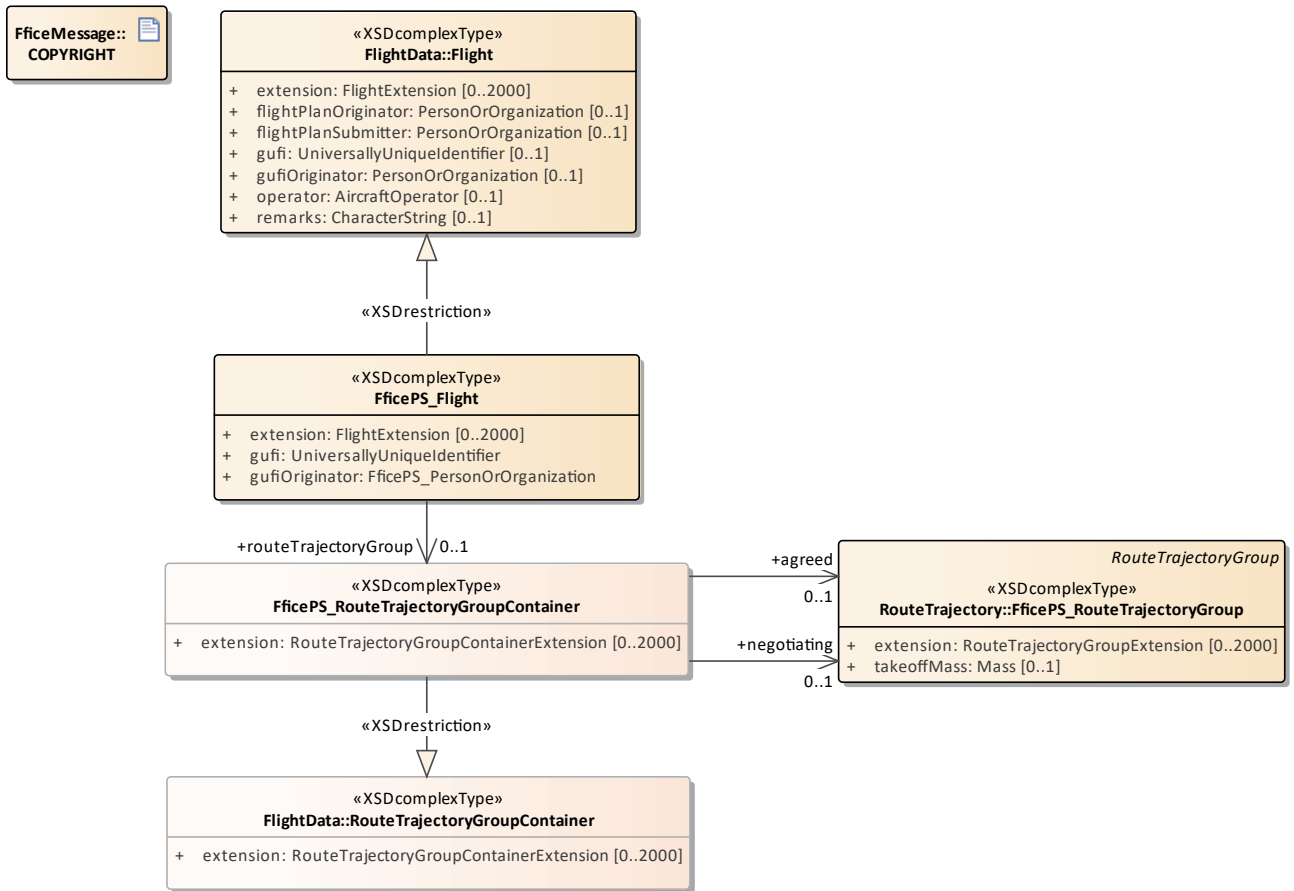 FficeMessage::
COPYRIGHT
«XSDcomplexType»
FlightData::Flight
+ extension: FlightExtension [0..2000]
+ flightPlanOriginator: PersonOrOrganization [0..1]
+ flightPlanSubmitter: PersonOrOrganization [0..1]
+ gufi: UniversallyUniqueIdentifier [0..1]
+ gufiOriginator: PersonOrOrganization [0..1]
+ operator: AircraftOperator [0..1]
+ remarks: CharacterString [0..1]
«XSDrestriction»
«XSDcomplexType»
FficePS_Flight
+ extension: FlightExtension [0..2000]
+ gufi: UniversallyUniqueIdentifier
+ gufiOriginator: FficePS_PersonOrOrganization
+routeTrajectoryGroup 0..1
«XSDcomplexType»
FficePS_RouteTrajectoryGroupContainer
+ extension: RouteTrajectoryGroupContainerExtension [0..2000]
+agreed
0..1
+negotiating
0..1
RouteTrajectoryGroup
«XSDcomplexType»
RouteTrajectory::FficePS_RouteTrajectoryGroup
+ extension: RouteTrajectoryGroupExtension [0..2000]
+ takeoffMass: Mass [0..1]
«XSDrestriction»
«XSDcomplexType»
FlightData::RouteTrajectoryGroupContainer
+ extension: RouteTrajectoryGroupContainerExtension [0..2000]